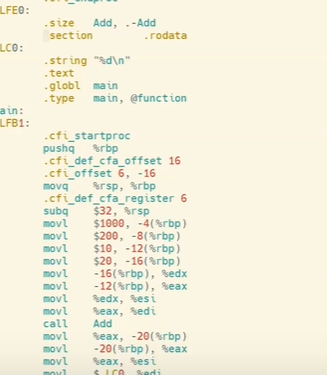 LFE0:
.size Add, .-Add
section .rodata
LC0:
.string "%d\n"
.text
.globl main
.type main, @function
ain:
LFB1:
.cfi_startproc
pushq %rbp
.cfi_def_cfa_offset 16
.cfi_offset 6, -16
movq %rsp, %rbp
.cfi_def_cfa_register 6
subq $32, %rsp
movl $1000, -4(%rbp)
movl $200, -8(%rbp)
movl $10, -12(%rbp)
movl $20, -16(%rbp)
movl -16(%rbp), %edx
movl -12(%rbp), %eax
movl %edx, %esi
movl %eax, %edi
call Add
movl %eax, -20(%rbp)
movl -20(%rbp), %eax
movl %eax, %esi
movl $.LC0, %edi